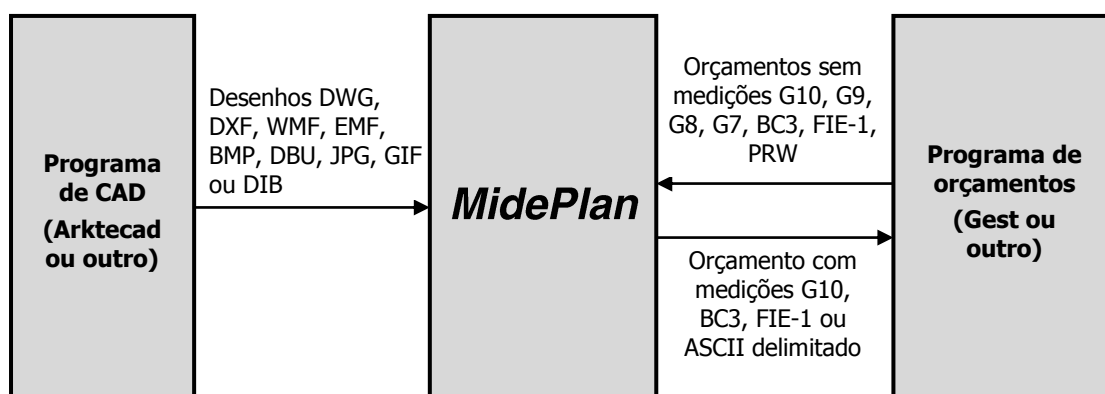 Programa
de CAD
(Arktecad
ou outro)
Desenhos DWG,
DXF, WMF, EMF,
BMP, DBU, JPG, GIF
ou DIB
MidePlan
Orçamentos sem
medições G10, G9,
G8, G7, BC3, FIE-1,
PRW
Orçamento com
medições G10,
BC3, FIE-1 ou
ASCII delimitado
Programa de
orçamentos
(Gest ou
outro)